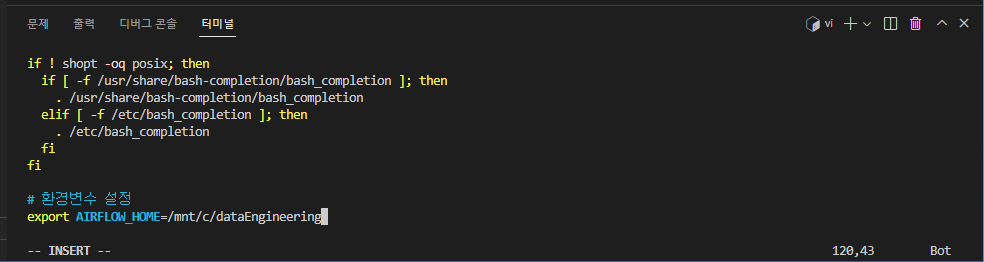 문제 출력 디버그 콘솔 터미널 vi
if ! shopt -oq posix; then
  if [ -f /usr/share/bash-completion/bash_completion ]; then
    . /usr/share/bash-completion/bash_completion
  elif [ -f /etc/bash_completion ]; then
    . /etc/bash_completion
  fi
fi
# 환경변수 설정
export AIRFLOW_HOME=/mnt/c/dataEngineering
-- INSERT -- 120,43 Bot